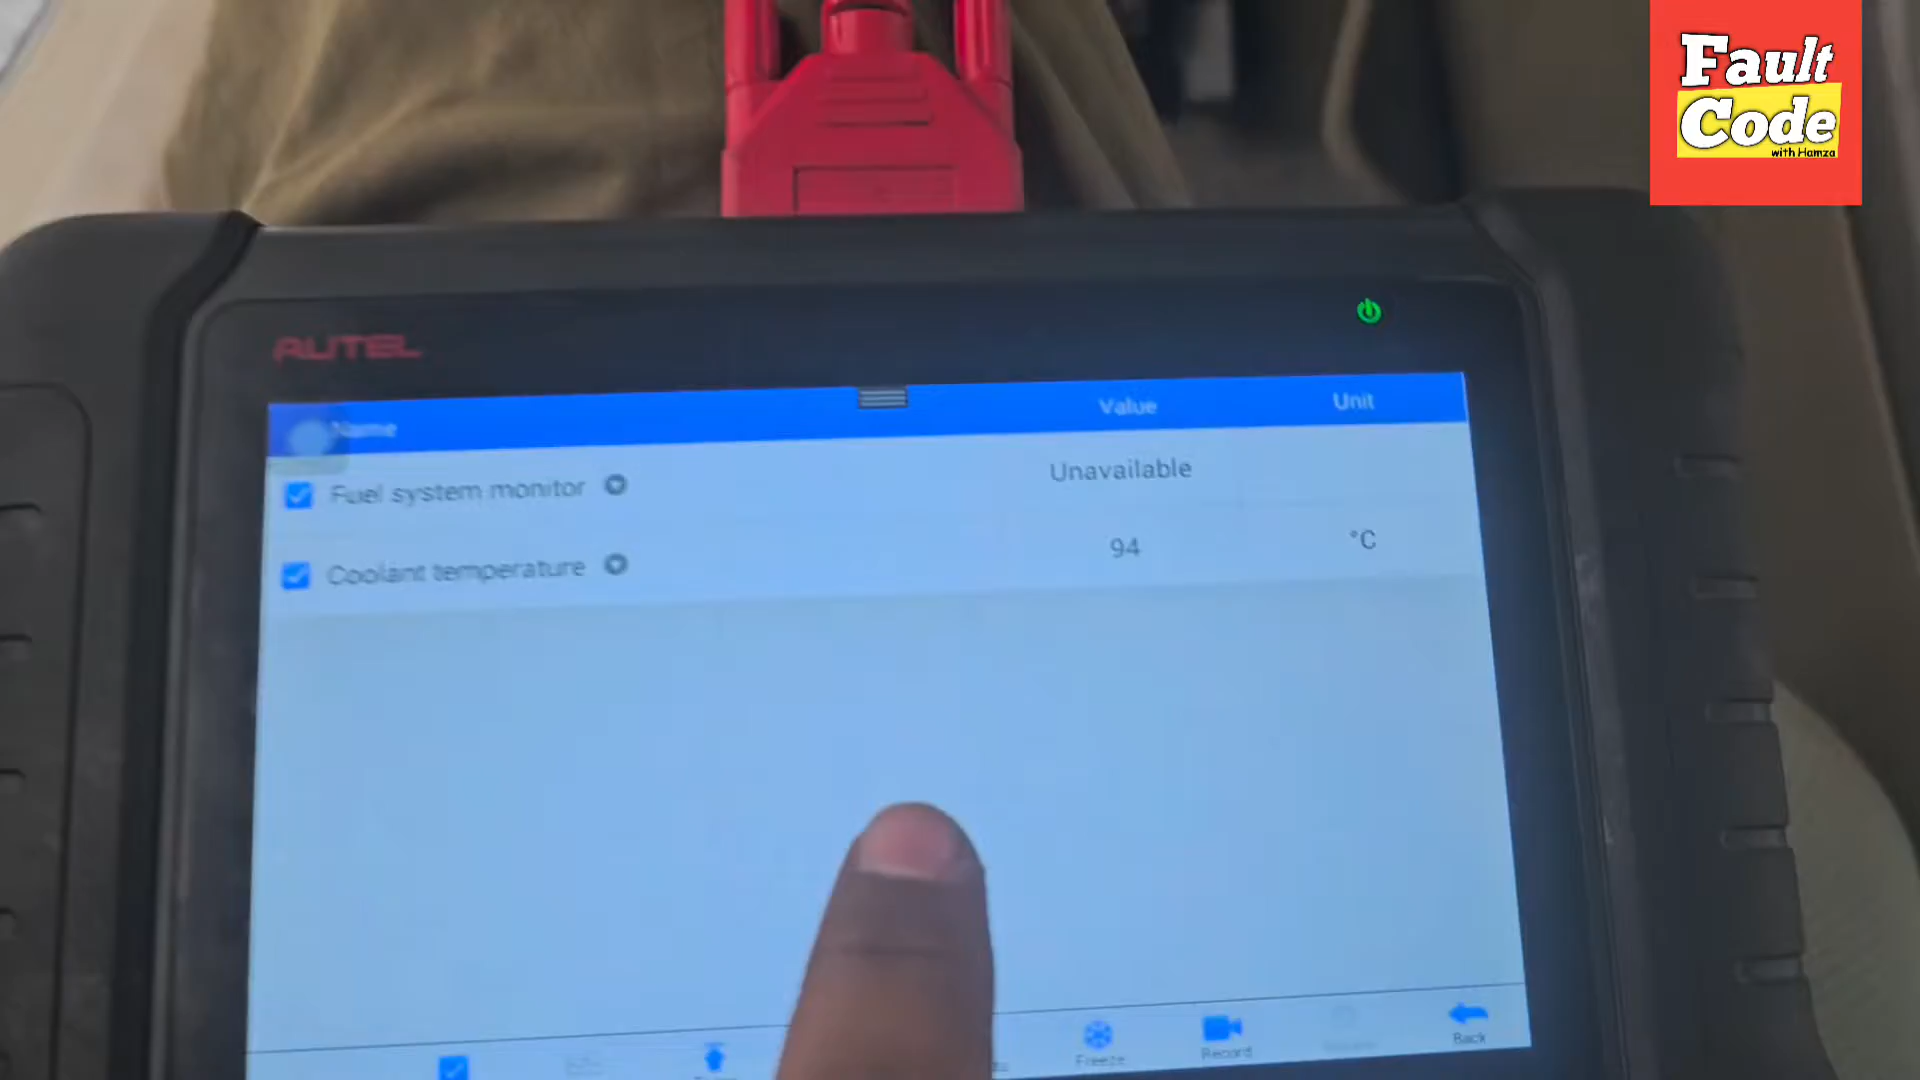 Fault
Code
with Hamza
AUTEL
Name Value Unit
Fuel system monitor Unavailable
Coolant temperature 94 °C
Freeze
Record
Back